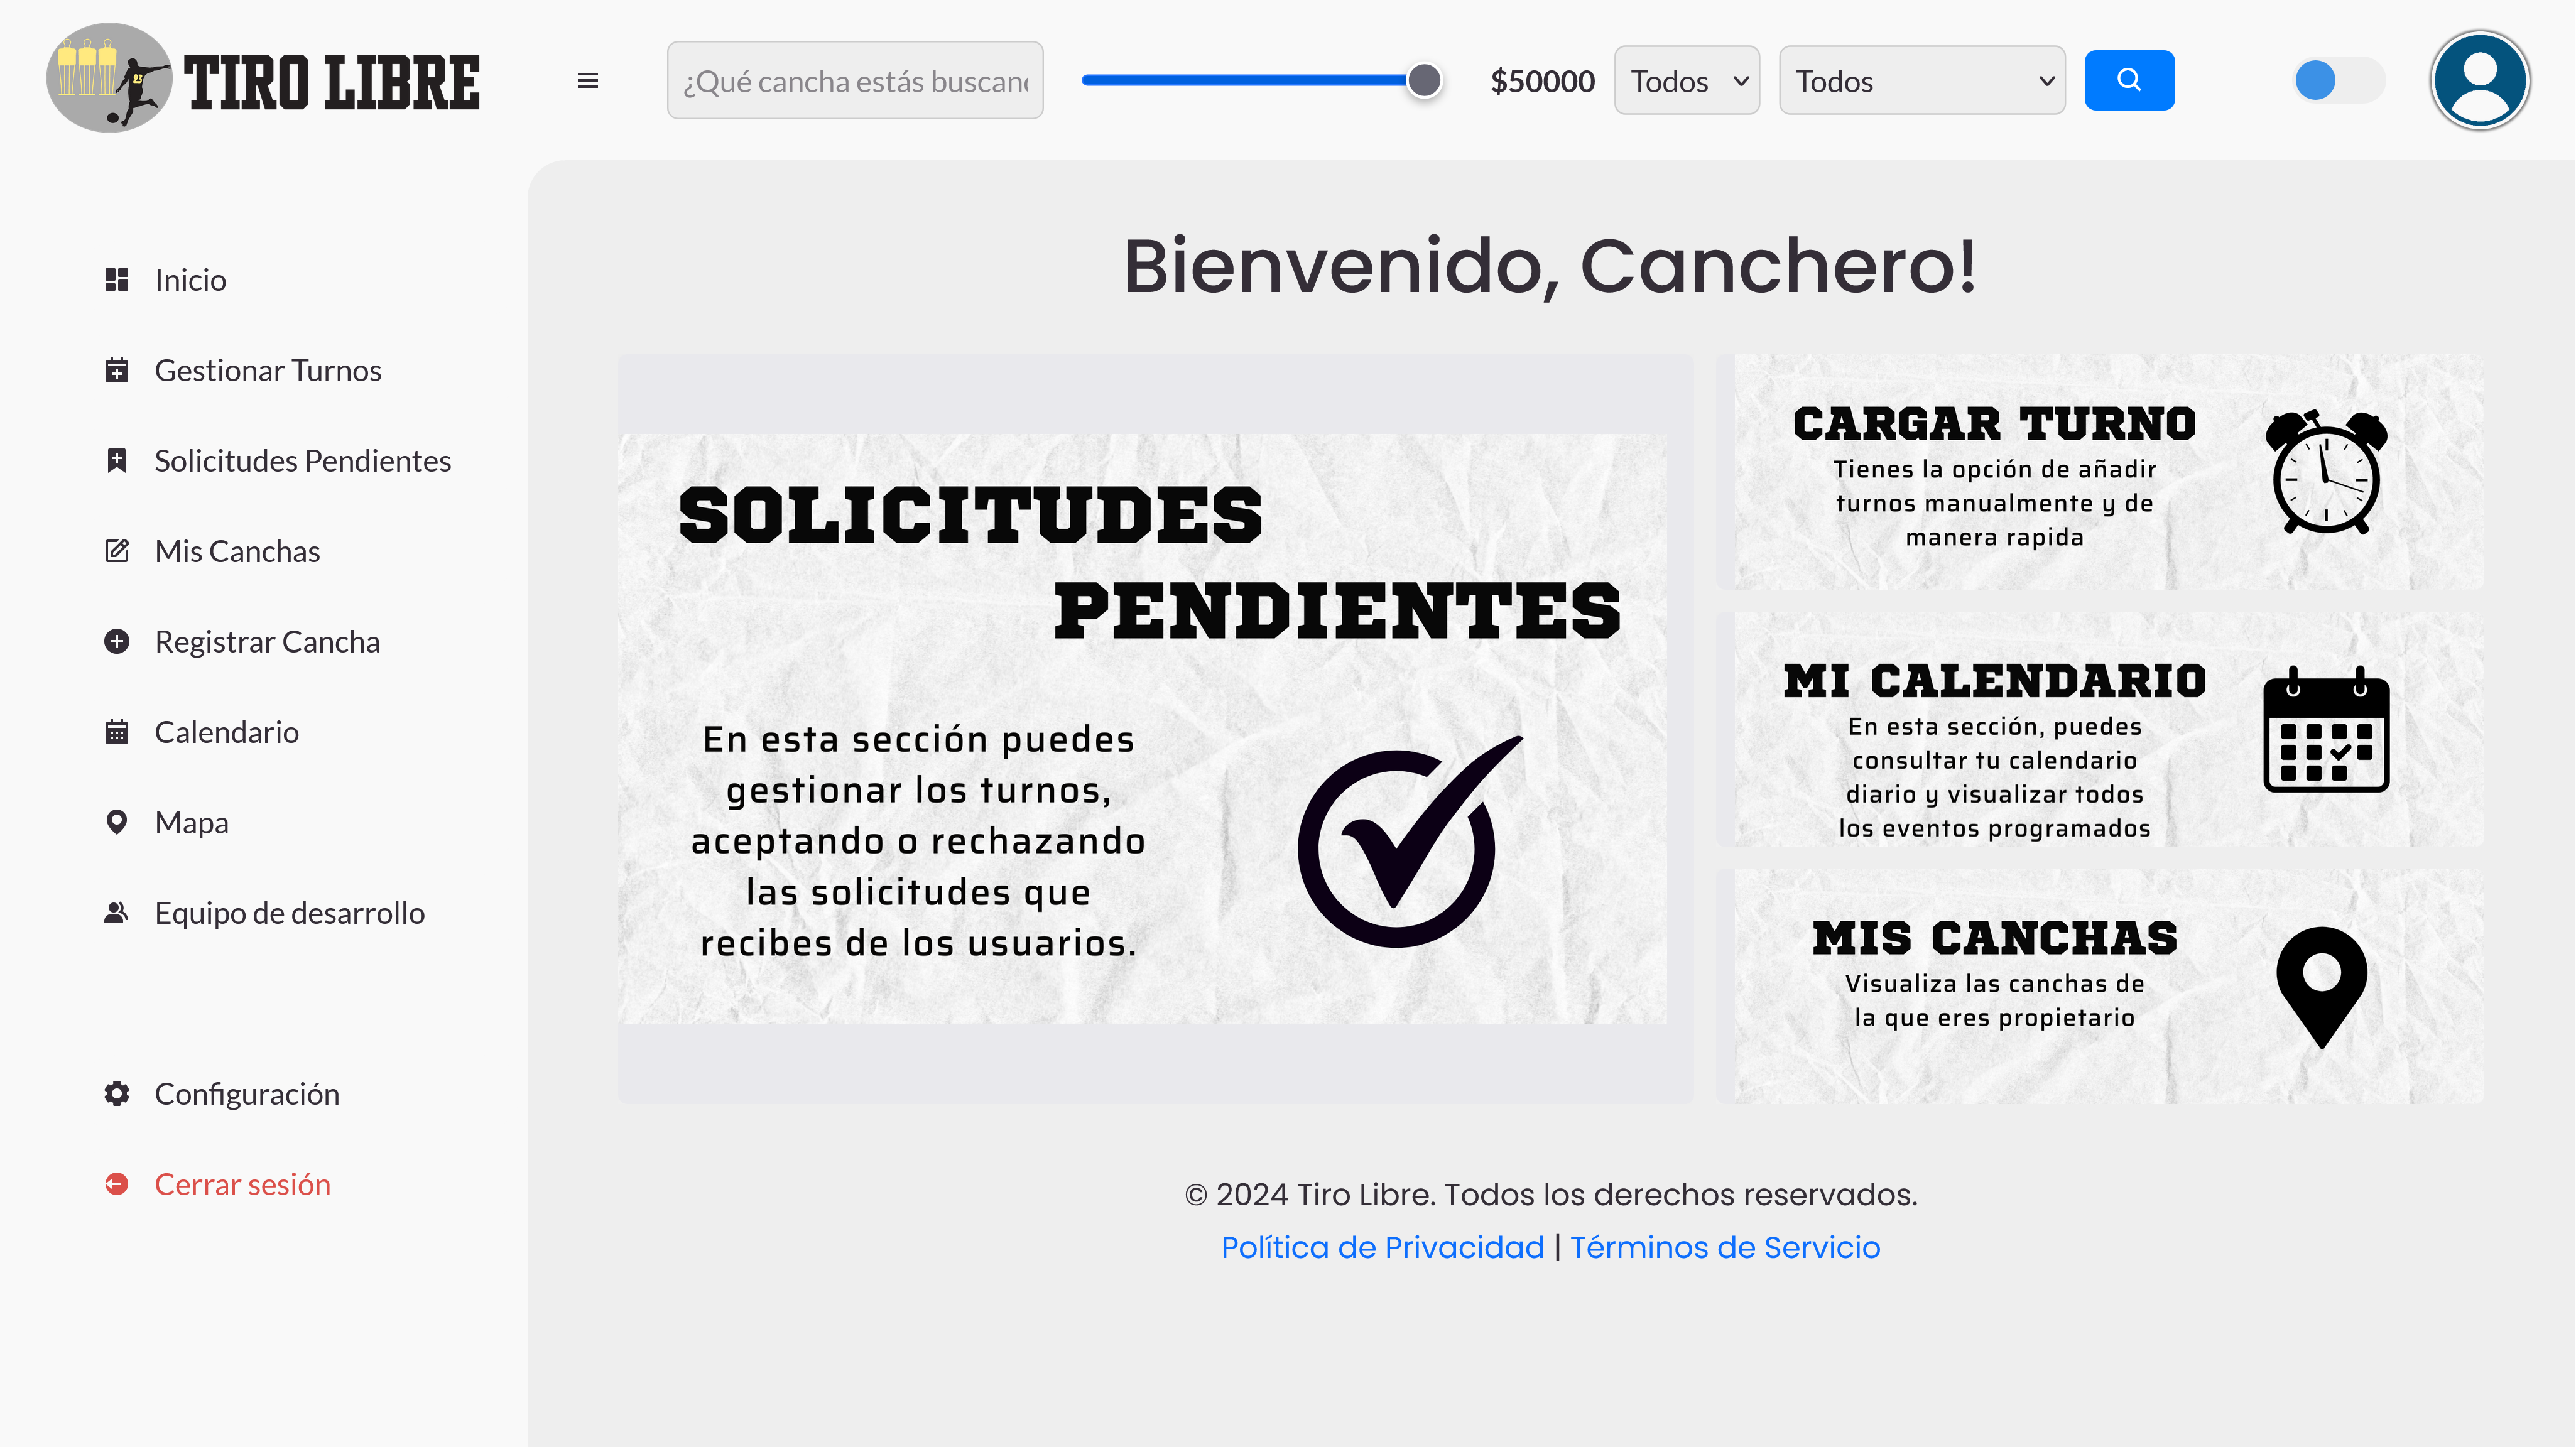 TIRO LIBRE
23
¿Qué cancha estás buscand
$50000
Todos
Todos
Inicio
Gestionar Turnos
Solicitudes Pendientes
Mis Canchas
Registrar Cancha
Calendario
Mapa
Equipo de desarrollo
Configuración
Cerrar sesión
Bienvenido, Canchero!
SOLICITUDES
PENDIENTES
En esta sección puedes
gestionar los turnos,
aceptando o rechazando
las solicitudes que
recibes de los usuarios.
CARGAR TURNO
Tienes la opción de añadir
turnos manualmente y de
manera rapida
MI CALENDARIO
En esta sección, puedes
consultar tu calendario
diario y visualizar todos
los eventos programados
MIS CANCHAS
Visualiza las canchas de
la que eres propietario
© 2024 Tiro Libre. Todos los derechos reservados.
Política de Privacidad | Términos de Servicio